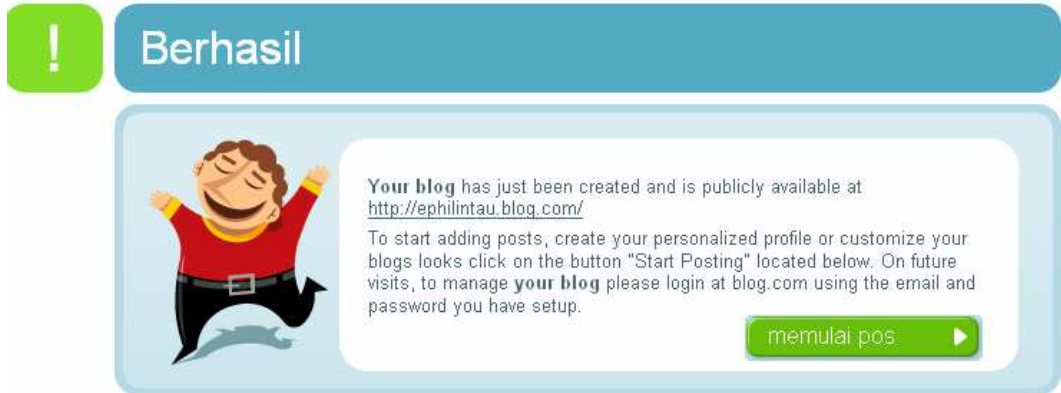 !
Berhasil
Your blog has just been created and is publicly available at
http://ephilintau.blog.com/
To start adding posts, create your personalized profile or customize your
blogs looks click on the button "Start Posting" located below. On future
visits, to manage your blog please login at blog.com using the email and
password you have setup.
memulai pos